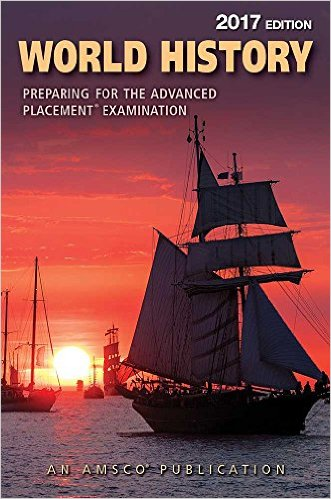 2017 EDITION
WORLD HISTORY
PREPARING FOR THE ADVANCED
PLACEMENT® EXAMINATION
AN AMSCO® PUBLICATION